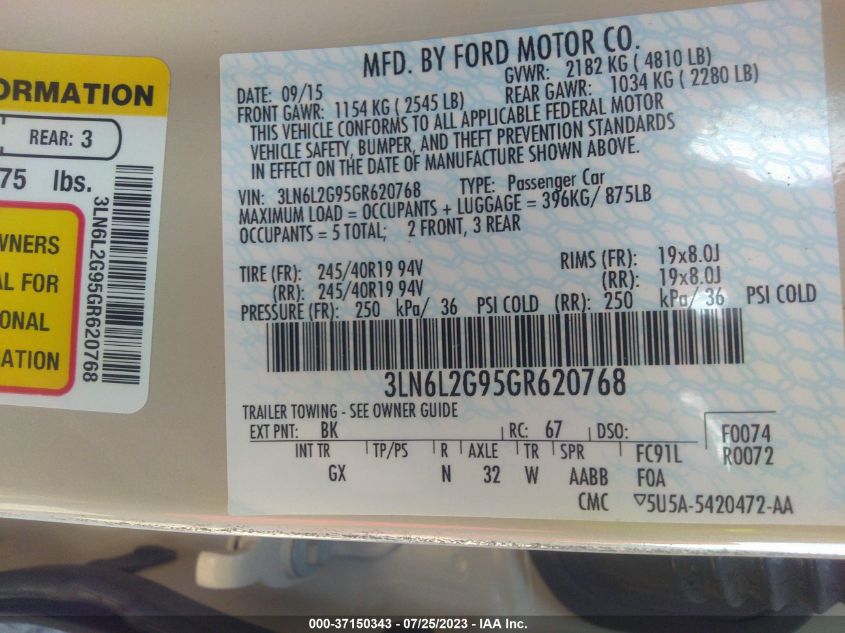 ORMATION
REAR: 3
75 lbs.
WNERS
AL FOR
ONAL
ATION
3LN6L2G95GR620768
MFD. BY FORD MOTOR CO.
DATE: 09/15 GVWR: 2182 KG ( 4810 LB)
FRONT GAWR: 1154 KG ( 2545 LB) REAR GAWR: 1034 KG ( 2280 LB)
THIS VEHICLE CONFORMS TO ALL APPLICABLE FEDERAL MOTOR
VEHICLE SAFETY, BUMPER, AND THEFT PREVENTION STANDARDS
IN EFFECT ON THE DATE OF MANUFACTURE SHOWN ABOVE.
VIN: 3LN6L2G95GR620768 TYPE: Passenger Car
MAXIMUM LOAD = OCCUPANTS + LUGGAGE = 396KG/ 875LB
OCCUPANTS = 5 TOTAL; 2 FRONT, 3 REAR
TIRE (FR): 245/40R19 94V RIMS (FR): 19x8.0J
(RR): 245/40R19 94V (RR): 19x8.0J
PRESSURE (FR): 250 kPa/ 36 PSI COLD (RR): 250 kPa/ 36 PSI COLD
3LN6L2G95GR620768
TRAILER TOWING - SEE OWNER GUIDE
EXT PNT: BK RC: 67 DSO: F0074
INT TR TP/PS R AXLE TR SPR FC91L R0072
GX N 32 W AABB FOA
CMC ▽5U5A-5420472-AA
000-37150343 - 07/25/2023 - IAA Inc.